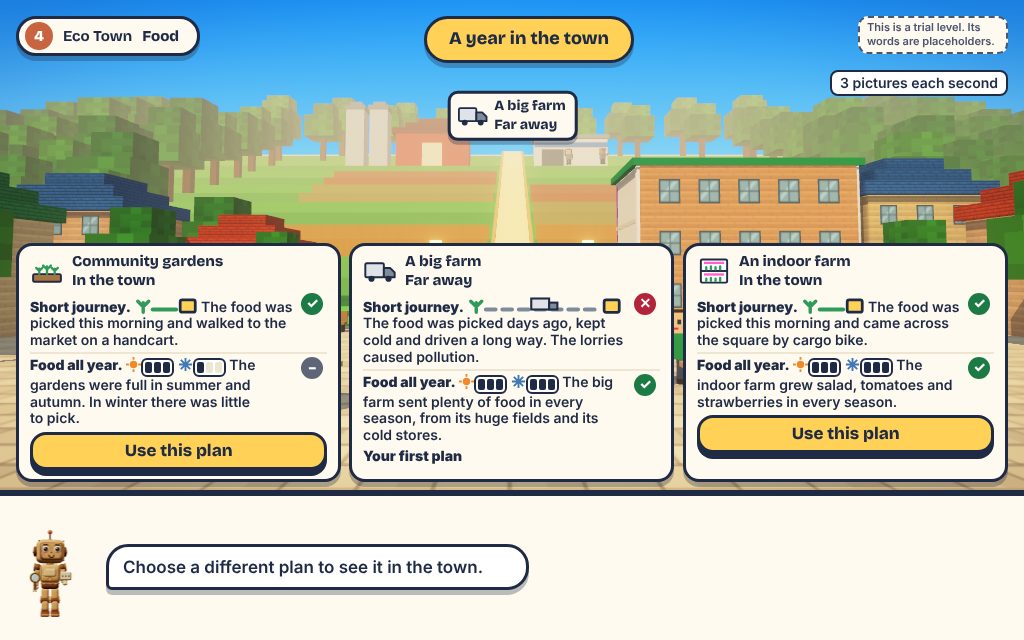 4 Eco Town Food
A year in the town
This is a trial level. Its
words are placeholders.
3 pictures each second
A big farm
Far away
Community gardens
In the town
Short journey. The food was
picked this morning and walked to the
market on a handcart.
Food all year. The
gardens were full in summer and
autumn. In winter there was little
to pick.
Use this plan
A big farm
Far away
Short journey.
The food was picked days ago, kept
cold and driven a long way. The lorries
caused pollution.
Food all year. The big
farm sent plenty of food in every
season, from its huge fields and its
cold stores.
Your first plan
An indoor farm
In the town
Short journey. The food was
picked this morning and came across
the square by cargo bike.
Food all year. The
indoor farm grew salad, tomatoes and
strawberries in every season.
Use this plan
Choose a different plan to see it in the town.